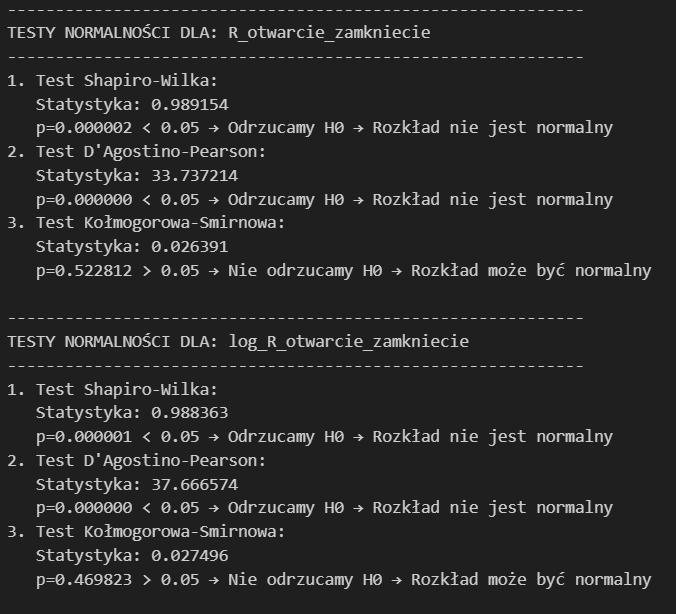 ------------------------------------------------------------
TESTY NORMALNOŚCI DLA: R_otwarcie_zamkniecie
------------------------------------------------------------
1. Test Shapiro-Wilka:
   Statystyka: 0.989154
   p=0.000002 < 0.05 → Odrzucamy H0 → Rozkład nie jest normalny
2. Test D'Agostino-Pearson:
   Statystyka: 33.737214
   p=0.000000 < 0.05 → Odrzucamy H0 → Rozkład nie jest normalny
3. Test Kołmogorowa-Smirnowa:
   Statystyka: 0.026391
   p=0.522812 > 0.05 → Nie odrzucamy H0 → Rozkład może być normalny

------------------------------------------------------------
TESTY NORMALNOŚCI DLA: log_R_otwarcie_zamkniecie
------------------------------------------------------------
1. Test Shapiro-Wilka:
   Statystyka: 0.988363
   p=0.000001 < 0.05 → Odrzucamy H0 → Rozkład nie jest normalny
2. Test D'Agostino-Pearson:
   Statystyka: 37.666574
   p=0.000000 < 0.05 → Odrzucamy H0 → Rozkład nie jest normalny
3. Test Kołmogorowa-Smirnowa:
   Statystyka: 0.027496
   p=0.469823 > 0.05 → Nie odrzucamy H0 → Rozkład może być normalny